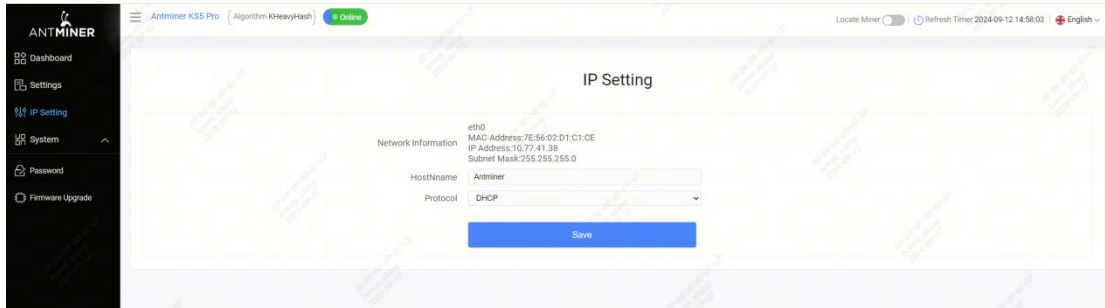 ANTMINER
Antminer KS5 Pro { Algorithm KHeavyHash } Online
Locate Miner Refresh Timer 2024-09-12 14:58:03 English
Dashboard
Settings
IP Setting
System
Password
Firmware Upgrade
IP Setting
Network Information
eth0
MAC-Address:7E:56:02:D1:C1:CE
IP Address:10.77.41.38
Subnet Mask:255.255.255.0
HostNname Antminer
Protocol DHCP
Save